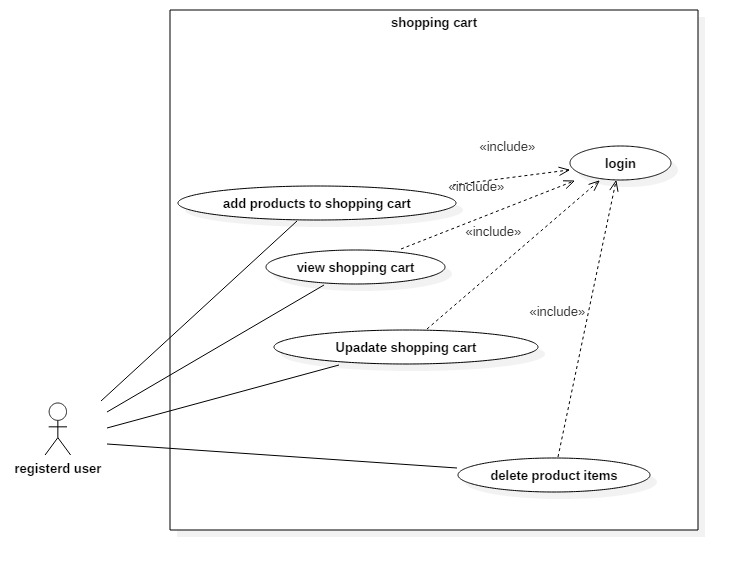 shopping cart
«include»
login
«include»
add products to shopping cart
«include»
view shopping cart
«include»
Upadate shopping cart
registerd user
delete product items